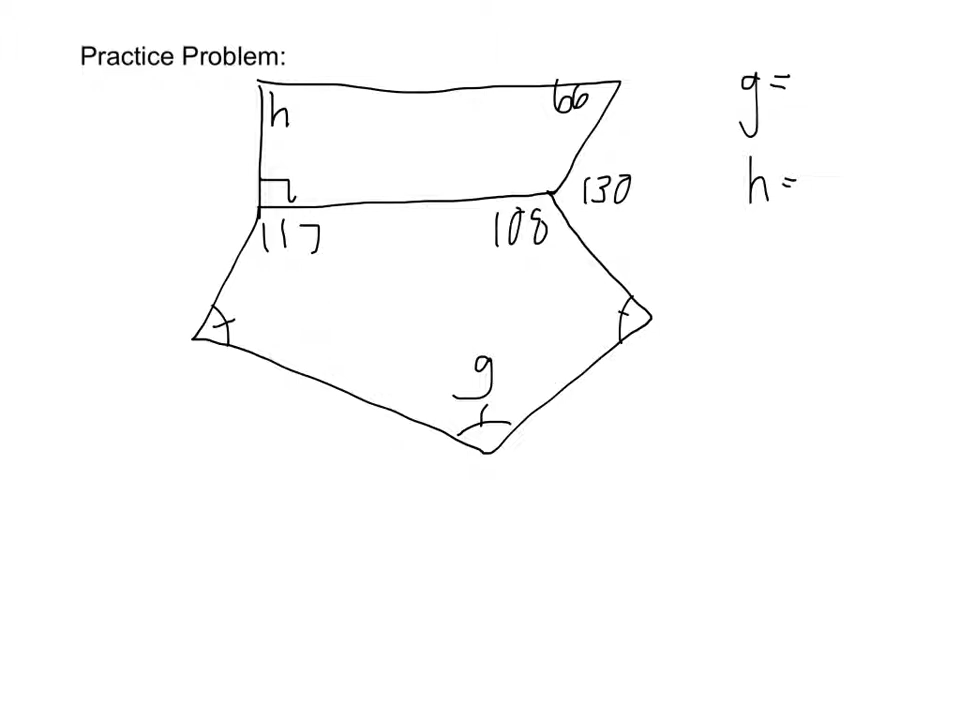 Practice Problem:
h
66
g=
130
h=
117
108
g